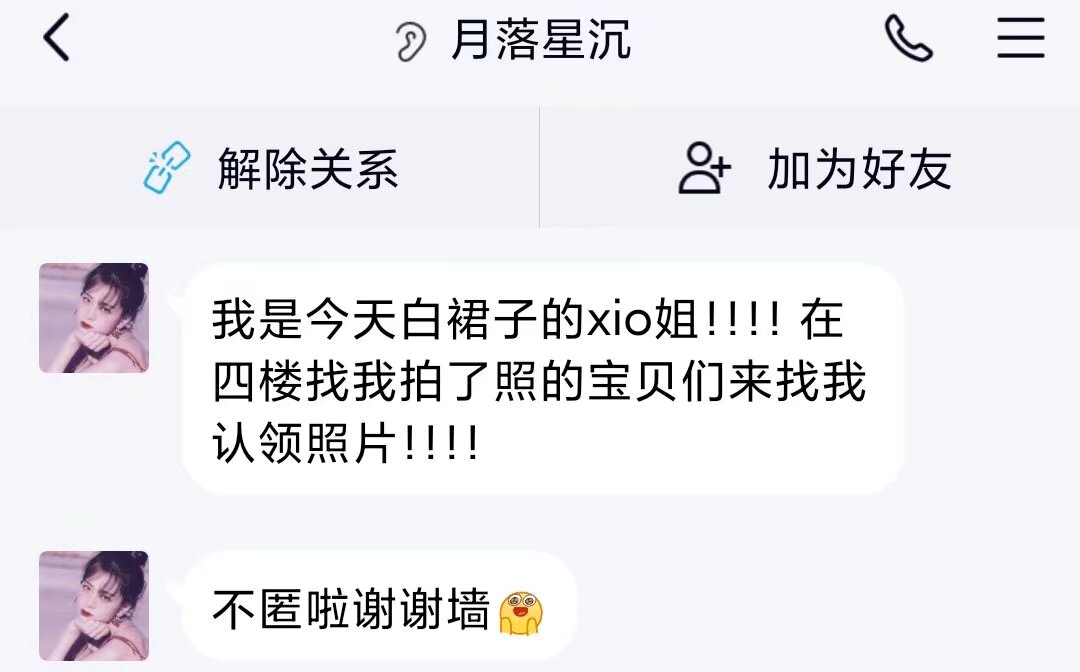 月落星沉
解除关系
加为好友
我是今天白裙子的xio姐!!!! 在
四楼找我拍了照的宝贝们来找我
认领照片!!!!
不匿啦谢谢墙